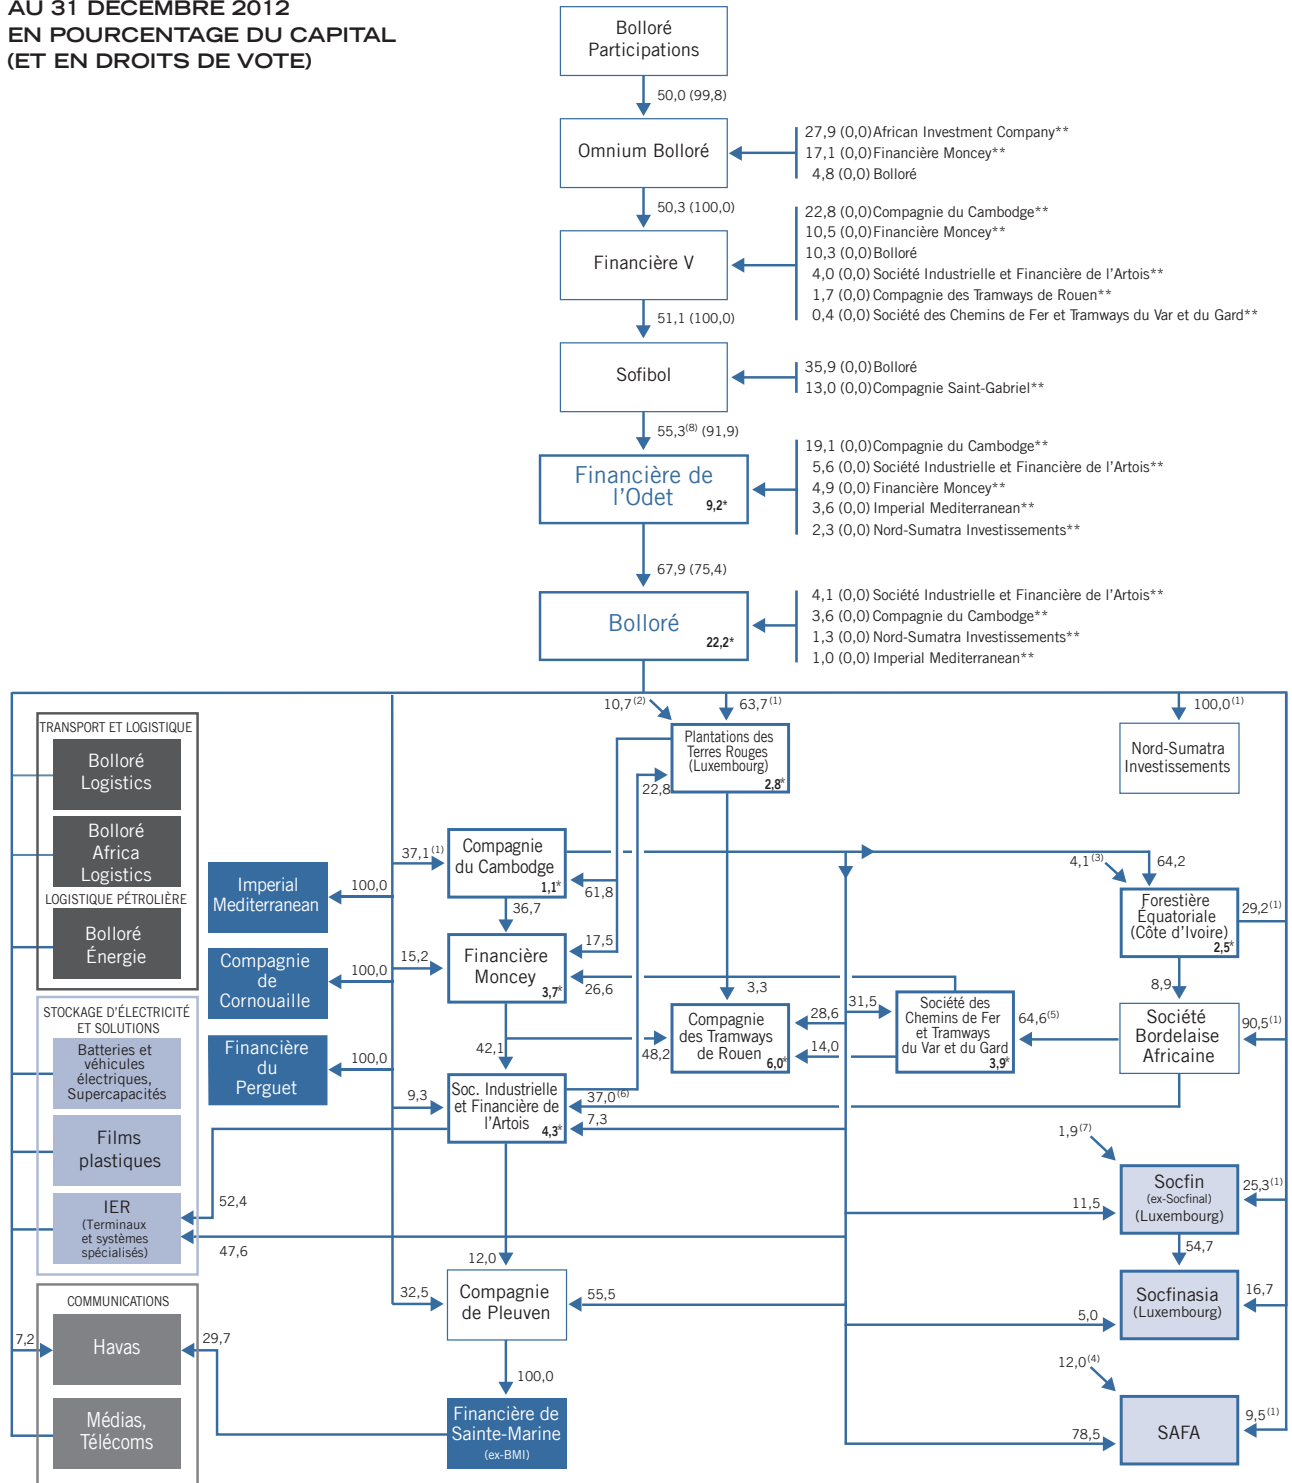 AU 31 DÉCEMBRE 2012
EN POURCENTAGE DU CAPITAL
(ET EN DROITS DE VOTE)
Bolloré
Participations
50,0 (99,8)
Omnium Bolloré
27,9 (0,0) African Investment Company**
17,1 (0,0) Financière Moncey**
4,8 (0,0) Bolloré
50,3 (100,0)
Financière V
22,8 (0,0) Compagnie du Cambodge**
10,5 (0,0) Financière Moncey**
10,3 (0,0) Bolloré
4,0 (0,0) Société Industrielle et Financière de l'Artois**
1,7 (0,0) Compagnie des Tramways de Rouen**
0,4 (0,0) Société des Chemins de Fer et Tramways du Var et du Gard**
51,1 (100,0)
Sofibol
35,9 (0,0) Bolloré
13,0 (0,0) Compagnie Saint-Gabriel**
55,3(8) (91,9)
Financière de
l'Odet
9,2*
19,1 (0,0) Compagnie du Cambodge**
5,6 (0,0) Société Industrielle et Financière de l'Artois**
4,9 (0,0) Financière Moncey**
3,6 (0,0) Imperial Mediterranean**
2,3 (0,0) Nord-Sumatra Investissements**
67,9 (75,4)
Bolloré
22,2*
4,1 (0,0) Société Industrielle et Financière de l'Artois**
3,6 (0,0) Compagnie du Cambodge**
1,3 (0,0) Nord-Sumatra Investissements**
1,0 (0,0) Imperial Mediterranean**
10,7(2)
63,7(1)
100,0(1)
TRANSPORT ET LOGISTIQUE
Bolloré
Logistics
Bolloré
Africa
Logistics
LOGISTIQUE PÉTROLIÈRE
Bolloré
Énergie
STOCKAGE D'ÉLECTRICITÉ
ET SOLUTIONS
Batteries et
véhicules
électriques,
Supercapacités
Films
plastiques
IER
(Terminaux
et systèmes
spécialisés)
COMMUNICATIONS
Havas
Médias,
Télécoms
7,2
29,7
52,4
47,6
Imperial
Mediterranean
100,0
Compagnie
de
Cornouaille
100,0
Financière
du
Perguet
100,0
Plantations des
Terres Rouges
(Luxembourg)
2,8*
22,8
Nord-Sumatra
Investissements
37,1(1)
Compagnie
du Cambodge
1,1*
61,8
36,7
15,2
Financière
Moncey
3,7*
17,5
26,6
3,3
42,1
48,2
Compagnie
des Tramways
de Rouen
6,0*
28,6
14,0
31,5
Société des
Chemins de Fer
et Tramways
du Var et du Gard
3,9*
64,6(5)
4,1(3)
64,2
Forestière
Équatoriale
(Côte d'Ivoire)
2,5*
29,2(1)
8,9
Société
Bordelaise
Africaine
90,5(1)
9,3
Soc. Industrielle
et Financière de
l'Artois
4,3*
37,0(6)
7,3
12,0
32,5
Compagnie
de Pleuven
55,5
100,0
Financière de
Sainte-Marine
(ex-BMI)
1,9(7)
11,5
Socfin
(ex-Socfinal)
(Luxembourg)
25,3(1)
54,7
5,0
Socfinasia
(Luxembourg)
16,7
12,0(4)
78,5
SAFA
9,5(1)